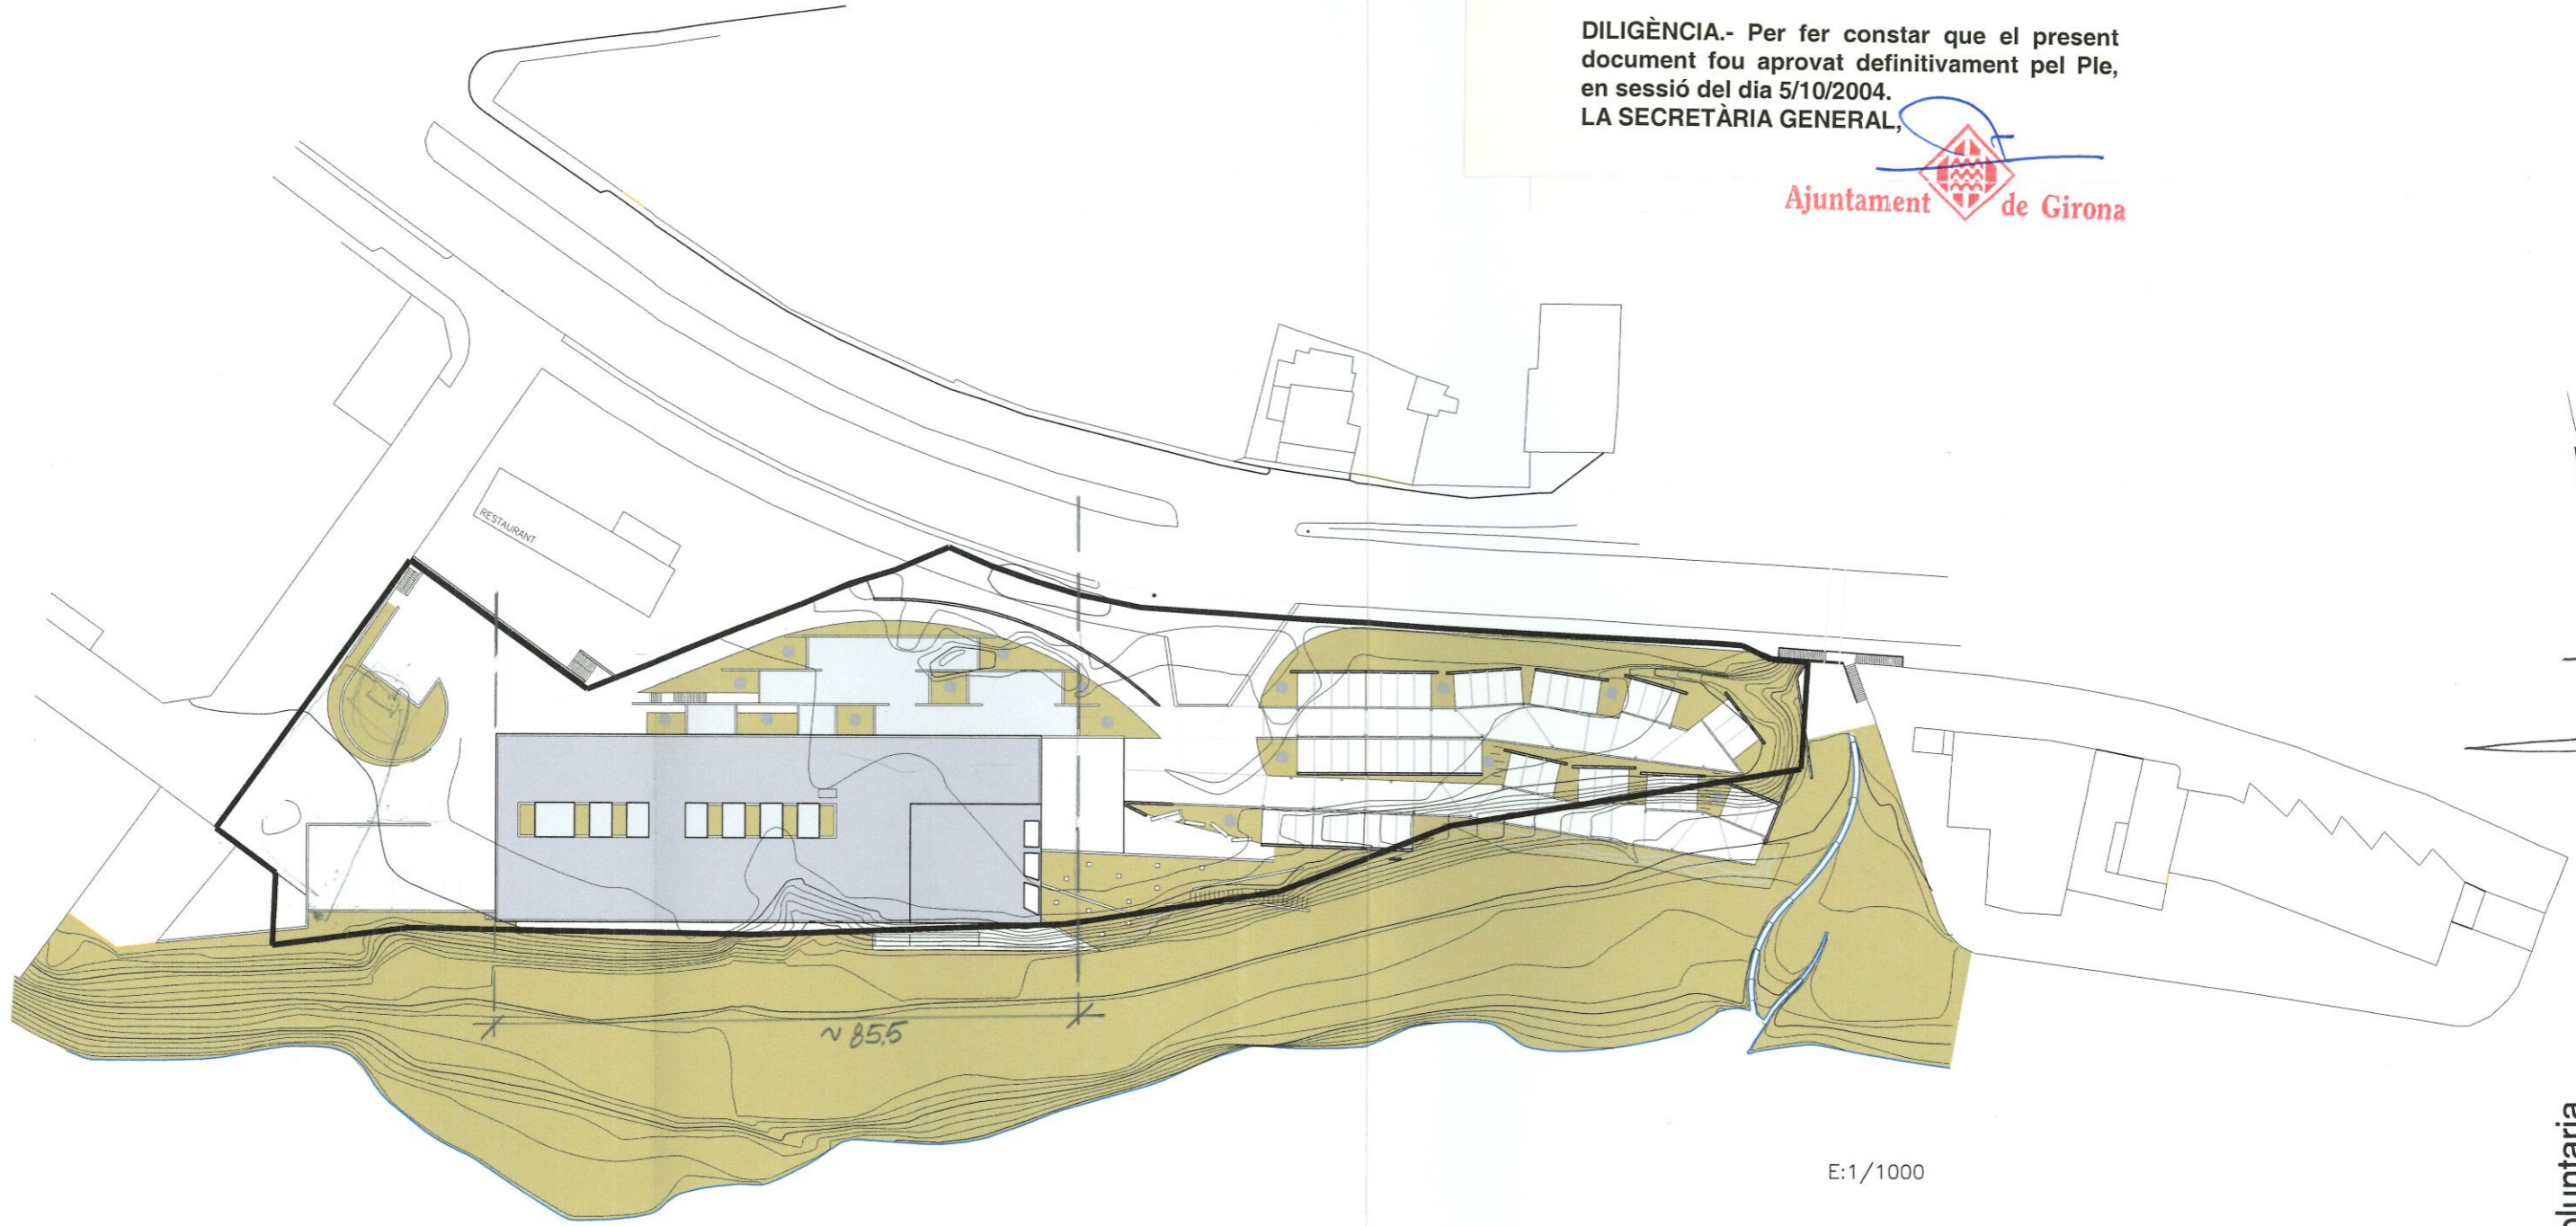 DILIGÈNCIA.- Per fer constar que el present
document fou aprovat definitivament pel Ple,
en sessió del dia 5/10/2004.
LA SECRETÀRIA GENERAL,
Ajuntament de Girona
RESTAURANT
~ 85,5
E:1/1000